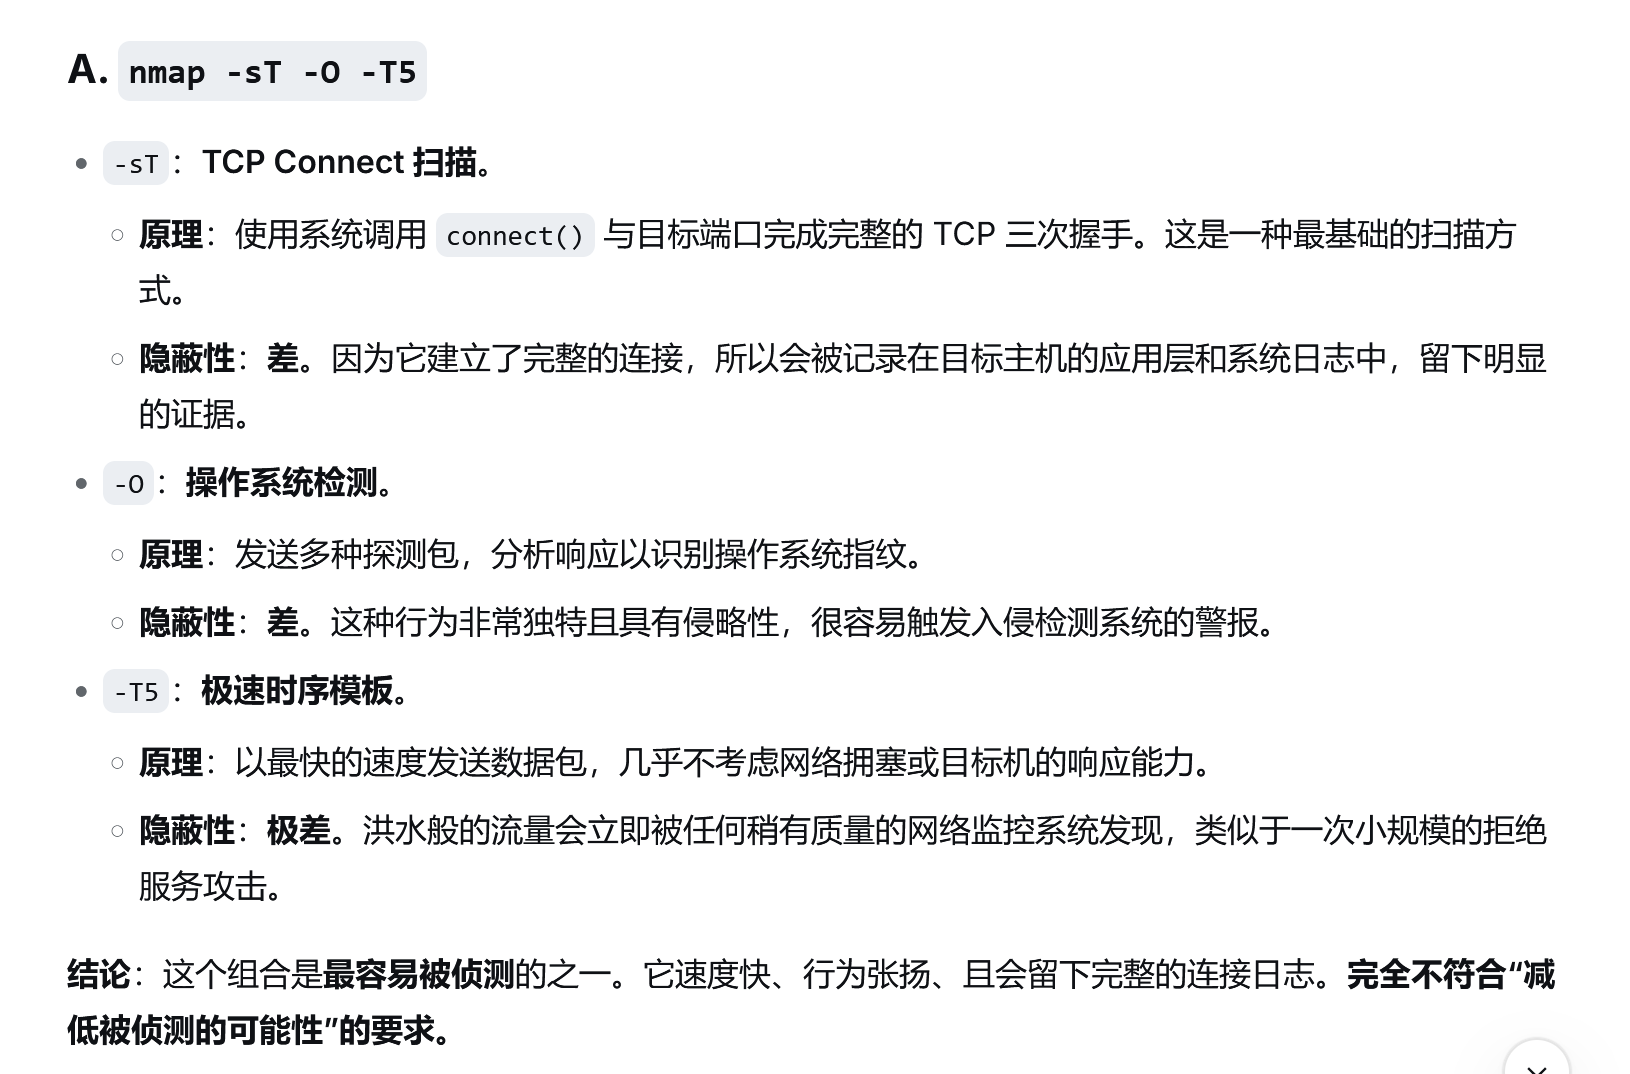 A. nmap -sT -O -T5
-sT：TCP Connect 扫描。
原理：使用系统调用 connect() 与目标端口完成完整的 TCP 三次握手。这是一种最基础的扫描方
式。
隐蔽性：差。因为它建立了完整的连接，所以会被记录在目标主机的应用层和系统日志中，留下明显
的证据。
-O：操作系统检测。
原理：发送多种探测包，分析响应以识别操作系统指纹。
隐蔽性：差。这种行为非常独特且具有侵略性，很容易触发入侵检测系统的警报。
-T5：极速时序模板。
原理：以最快的速度发送数据包，几乎不考虑网络拥塞或目标机的响应能力。
隐蔽性：极差。洪水般的流量会立即被任何稍有质量的网络监控系统发现，类似于一次小规模的拒绝
服务攻击。
结论：这个组合是最容易被侦测的之一。它速度快、行为张扬、且会留下完整的连接日志。完全不符合“减
低被侦测的可能性”的要求。